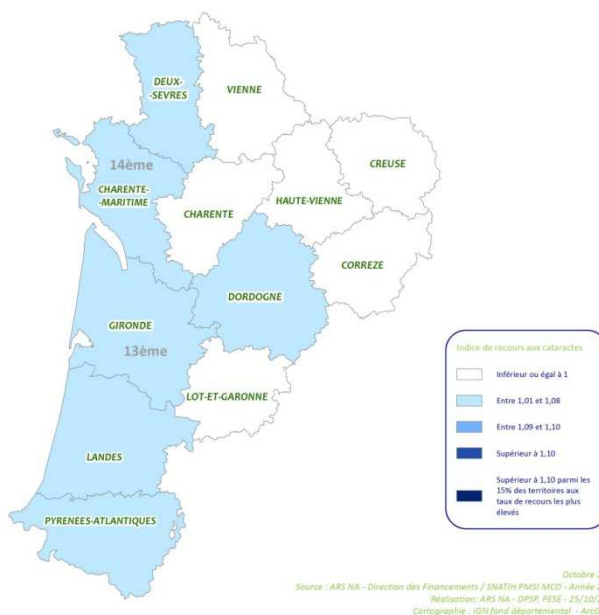 DEUX-
-SEVRES
VIENNE
14ème
CHARENTE-
MARITIME
CHARENTE
HAUTE-VIENNE
CREUSE
CORREZE
DORDOGNE
GIRONDE
13ème
LOT-ET-GARONNE
LANDES
PYRENEES-ATLANTIQUES
Indice de recours aux cataractes
Inférieur ou égal à 1
Entre 1,01 et 1,08
Entre 1,09 et 1,10
Supérieur à 1,10
Supérieur à 1,10 parmi les
15% des territoires aux
taux de recours les plus
élevés
Octobre 2
Source : ARS NA - Direction des Financements / SNATIH PMSI MCO - Année
Réalisation: ARS NA - DPSP, PESE - 25/10/
Cartographie : IGN fond départemental -